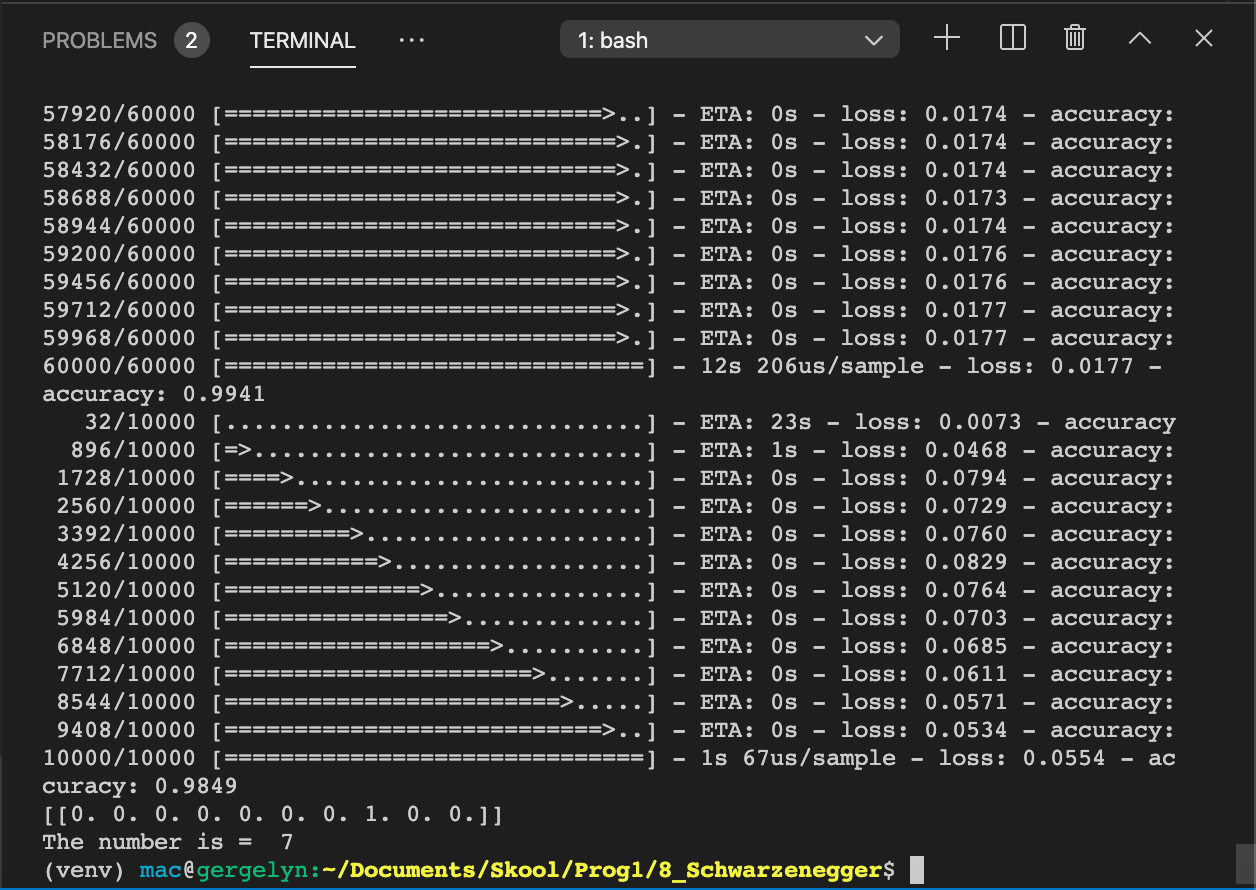 PROBLEMS 2 TERMINAL ... 1: bash
57920/60000 [===========================>..] - ETA: 0s - loss: 0.0174 - accuracy:
58176/60000 [============================>.] - ETA: 0s - loss: 0.0174 - accuracy:
58432/60000 [============================>.] - ETA: 0s - loss: 0.0174 - accuracy:
58688/60000 [============================>.] - ETA: 0s - loss: 0.0173 - accuracy:
58944/60000 [============================>.] - ETA: 0s - loss: 0.0174 - accuracy:
59200/60000 [============================>.] - ETA: 0s - loss: 0.0176 - accuracy:
59456/60000 [============================>.] - ETA: 0s - loss: 0.0176 - accuracy:
59712/60000 [============================>.] - ETA: 0s - loss: 0.0177 - accuracy:
59968/60000 [============================>.] - ETA: 0s - loss: 0.0177 - accuracy:
60000/60000 [==============================] - 12s 206us/sample - loss: 0.0177 -
accuracy: 0.9941
   32/10000 [..............................] - ETA: 23s - loss: 0.0073 - accuracy
  896/10000 [=>............................] - ETA: 1s - loss: 0.0468 - accuracy:
 1728/10000 [====>.........................] - ETA: 0s - loss: 0.0794 - accuracy:
 2560/10000 [======>.......................] - ETA: 0s - loss: 0.0729 - accuracy:
 3392/10000 [=========>....................] - ETA: 0s - loss: 0.0760 - accuracy:
 4256/10000 [===========>..................] - ETA: 0s - loss: 0.0829 - accuracy:
 5120/10000 [==============>...............] - ETA: 0s - loss: 0.0764 - accuracy:
 5984/10000 [================>.............] - ETA: 0s - loss: 0.0703 - accuracy:
 6848/10000 [===================>..........] - ETA: 0s - loss: 0.0685 - accuracy:
 7712/10000 [======================>.......] - ETA: 0s - loss: 0.0611 - accuracy:
 8544/10000 [========================>.....] - ETA: 0s - loss: 0.0571 - accuracy:
 9408/10000 [===========================>..] - ETA: 0s - loss: 0.0534 - accuracy:
10000/10000 [==============================] - 1s 67us/sample - loss: 0.0554 - ac
curacy: 0.9849
[[0. 0. 0. 0. 0. 0. 0. 1. 0. 0.]]
The number is =  7
(venv) mac@gergelyn:~/Documents/Skool/Prog1/8_Schwarzenegger$